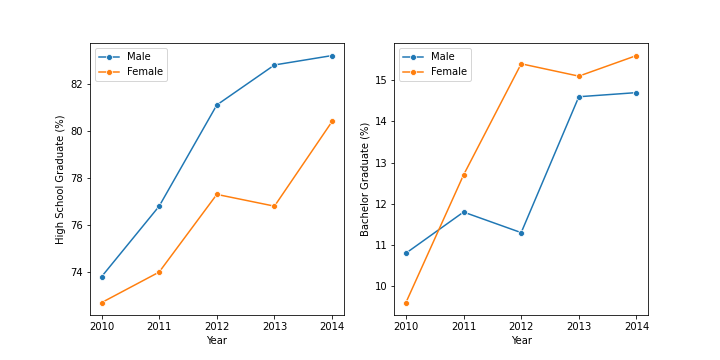 Male
Female
High School Graduate (%)
82
80
78
76
74
2010 2011 2012 2013 2014
Year
Male
Female
Bachelor Graduate (%)
15
14
13
12
11
10
2010 2011 2012 2013 2014
Year